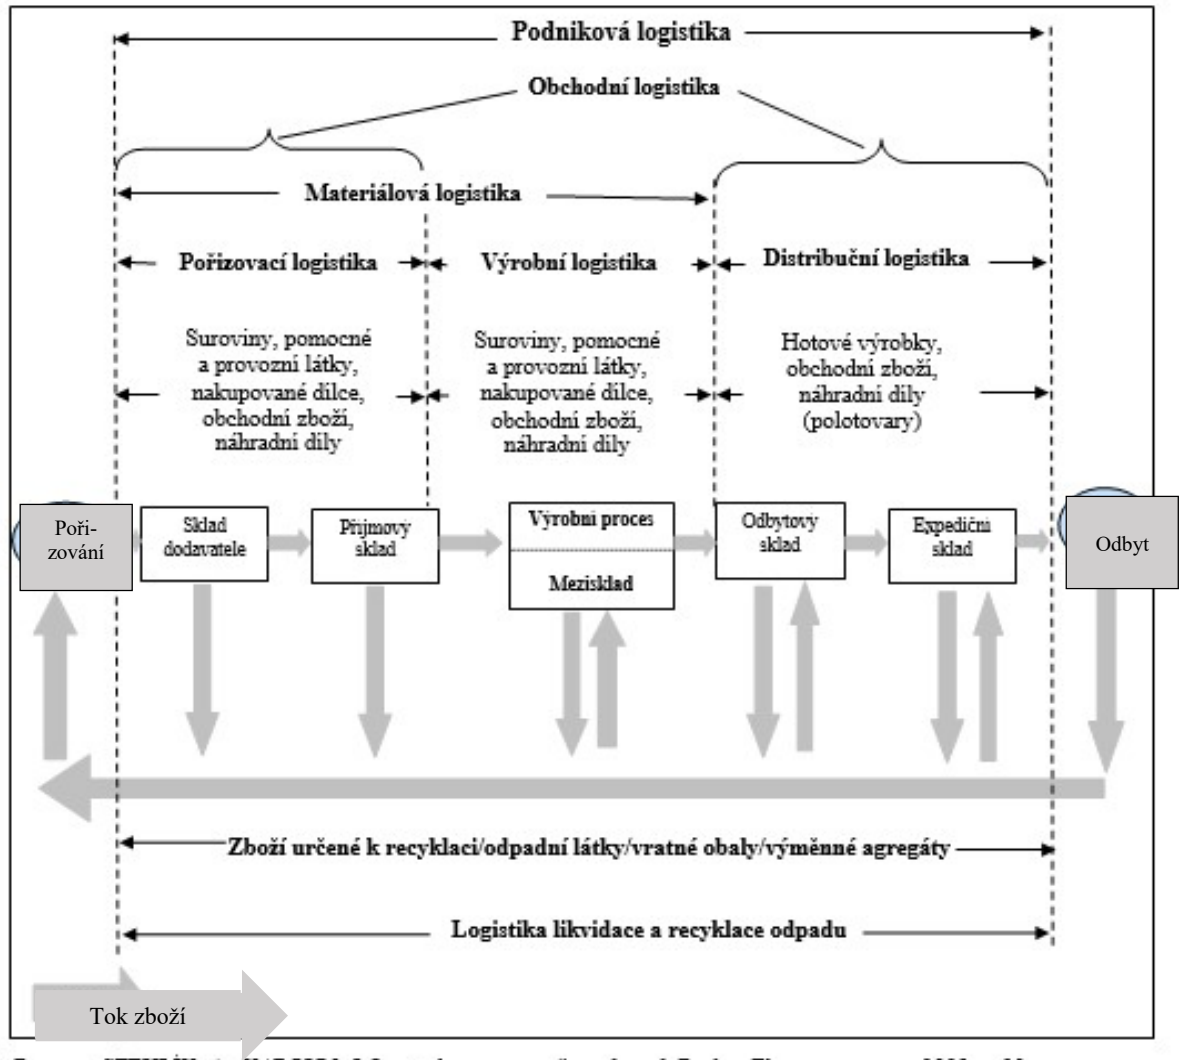 Podniková logistika
Obchodní logistika
Materiálová logistika
Pořizovací logistika
Výrobní logistika
Distribuční logistika
Suroviny, pomocné
a provozní látky,
nakupované dílce,
obchodní zboží,
náhradní díly
Suroviny, pomocné
a provozní látky,
nakupované dílce,
obchodní zboží,
náhradní díly
Hotové výrobky,
obchodní zboží,
náhradní díly
(polotovary)
Poři-
zování
Sklad
dodavatele
Příjmový
sklad
Výrobní proces
Mezisklad
Odbytový
sklad
Expediční
sklad
Odbyt
Zboží určené k recyklaci/odpadní látky/vratné obaly/výměnné agregáty
Logistika likvidace a recyklace odpadu
Tok zboží